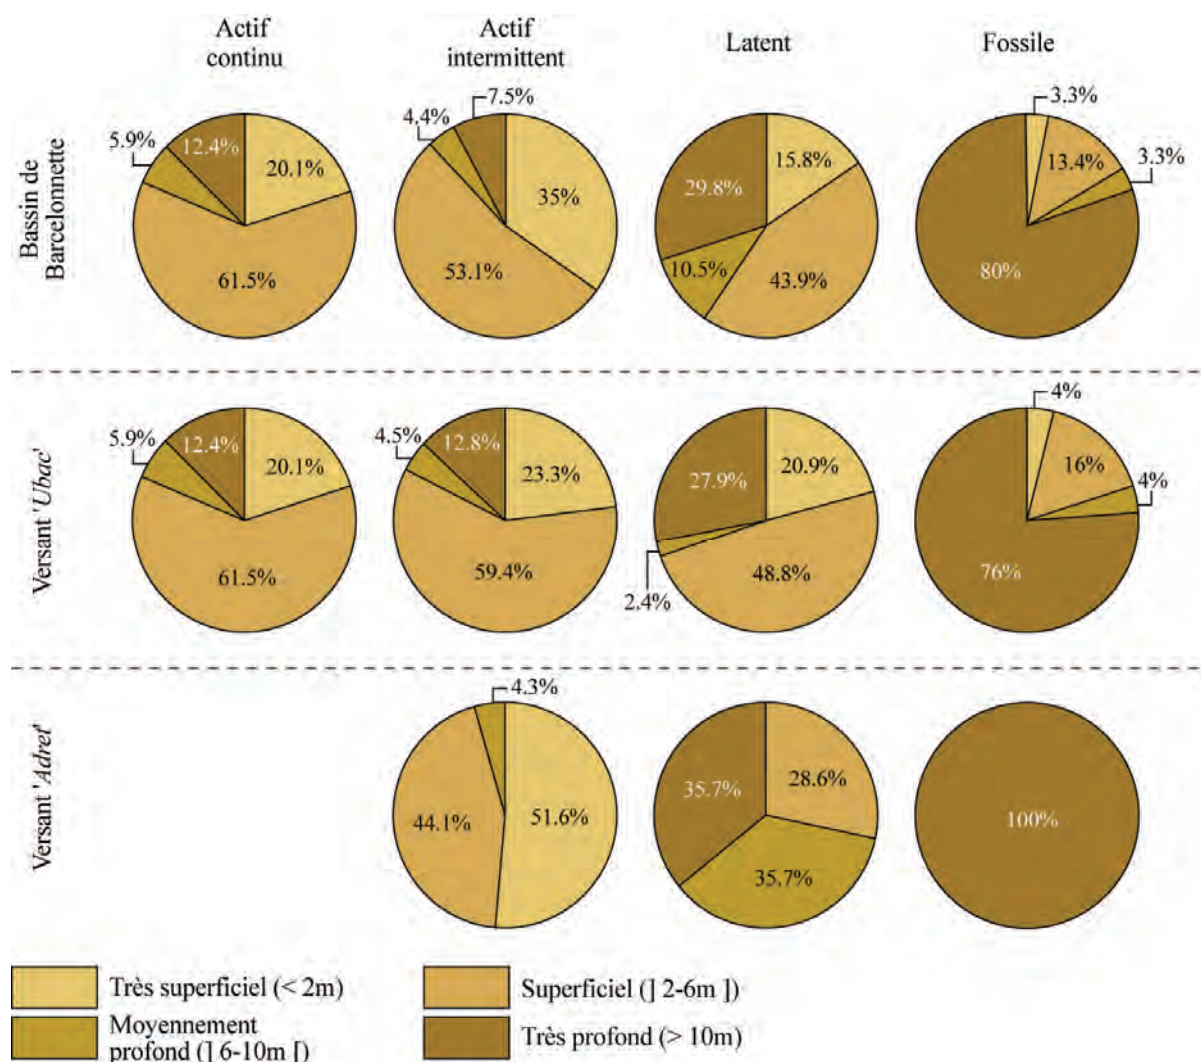 Actif
continu
Actif
intermittent
Latent
Fossile
Bassin de
Barcelonnette
5.9%
12.4%
20.1%
61.5%
4.4%
7.5%
35%
53.1%
29.8%
15.8%
10.5%
43.9%
3.3%
13.4%
3.3%
80%
Versant 'Ubac'
5.9%
12.4%
20.1%
61.5%
4.5%
12.8%
23.3%
59.4%
27.9%
20.9%
2.4%
48.8%
4%
16%
4%
76%
Versant 'Adret'
4.3%
44.1%
51.6%
35.7%
28.6%
35.7%
100%
Très superficiel (< 2m)
Superficiel (] 2-6m ])
Moyennement
profond (] 6-10m [)
Très profond (> 10m)